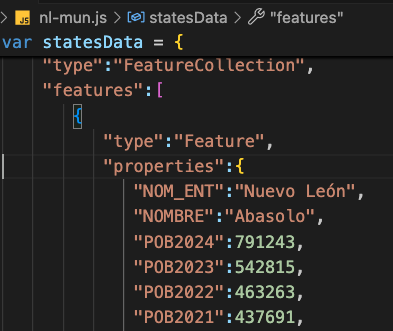 > JS nl-mun.js > statesData > "features"
var statesData = {
"type":"FeatureCollection",
"features":[
{
"type":"Feature",
"properties":{
"NOM_ENT":"Nuevo León",
"NOMBRE":"Abasolo",
"POB2024":791243,
"POB2023":542815,
"POB2022":463263,
"POB2021":437691,